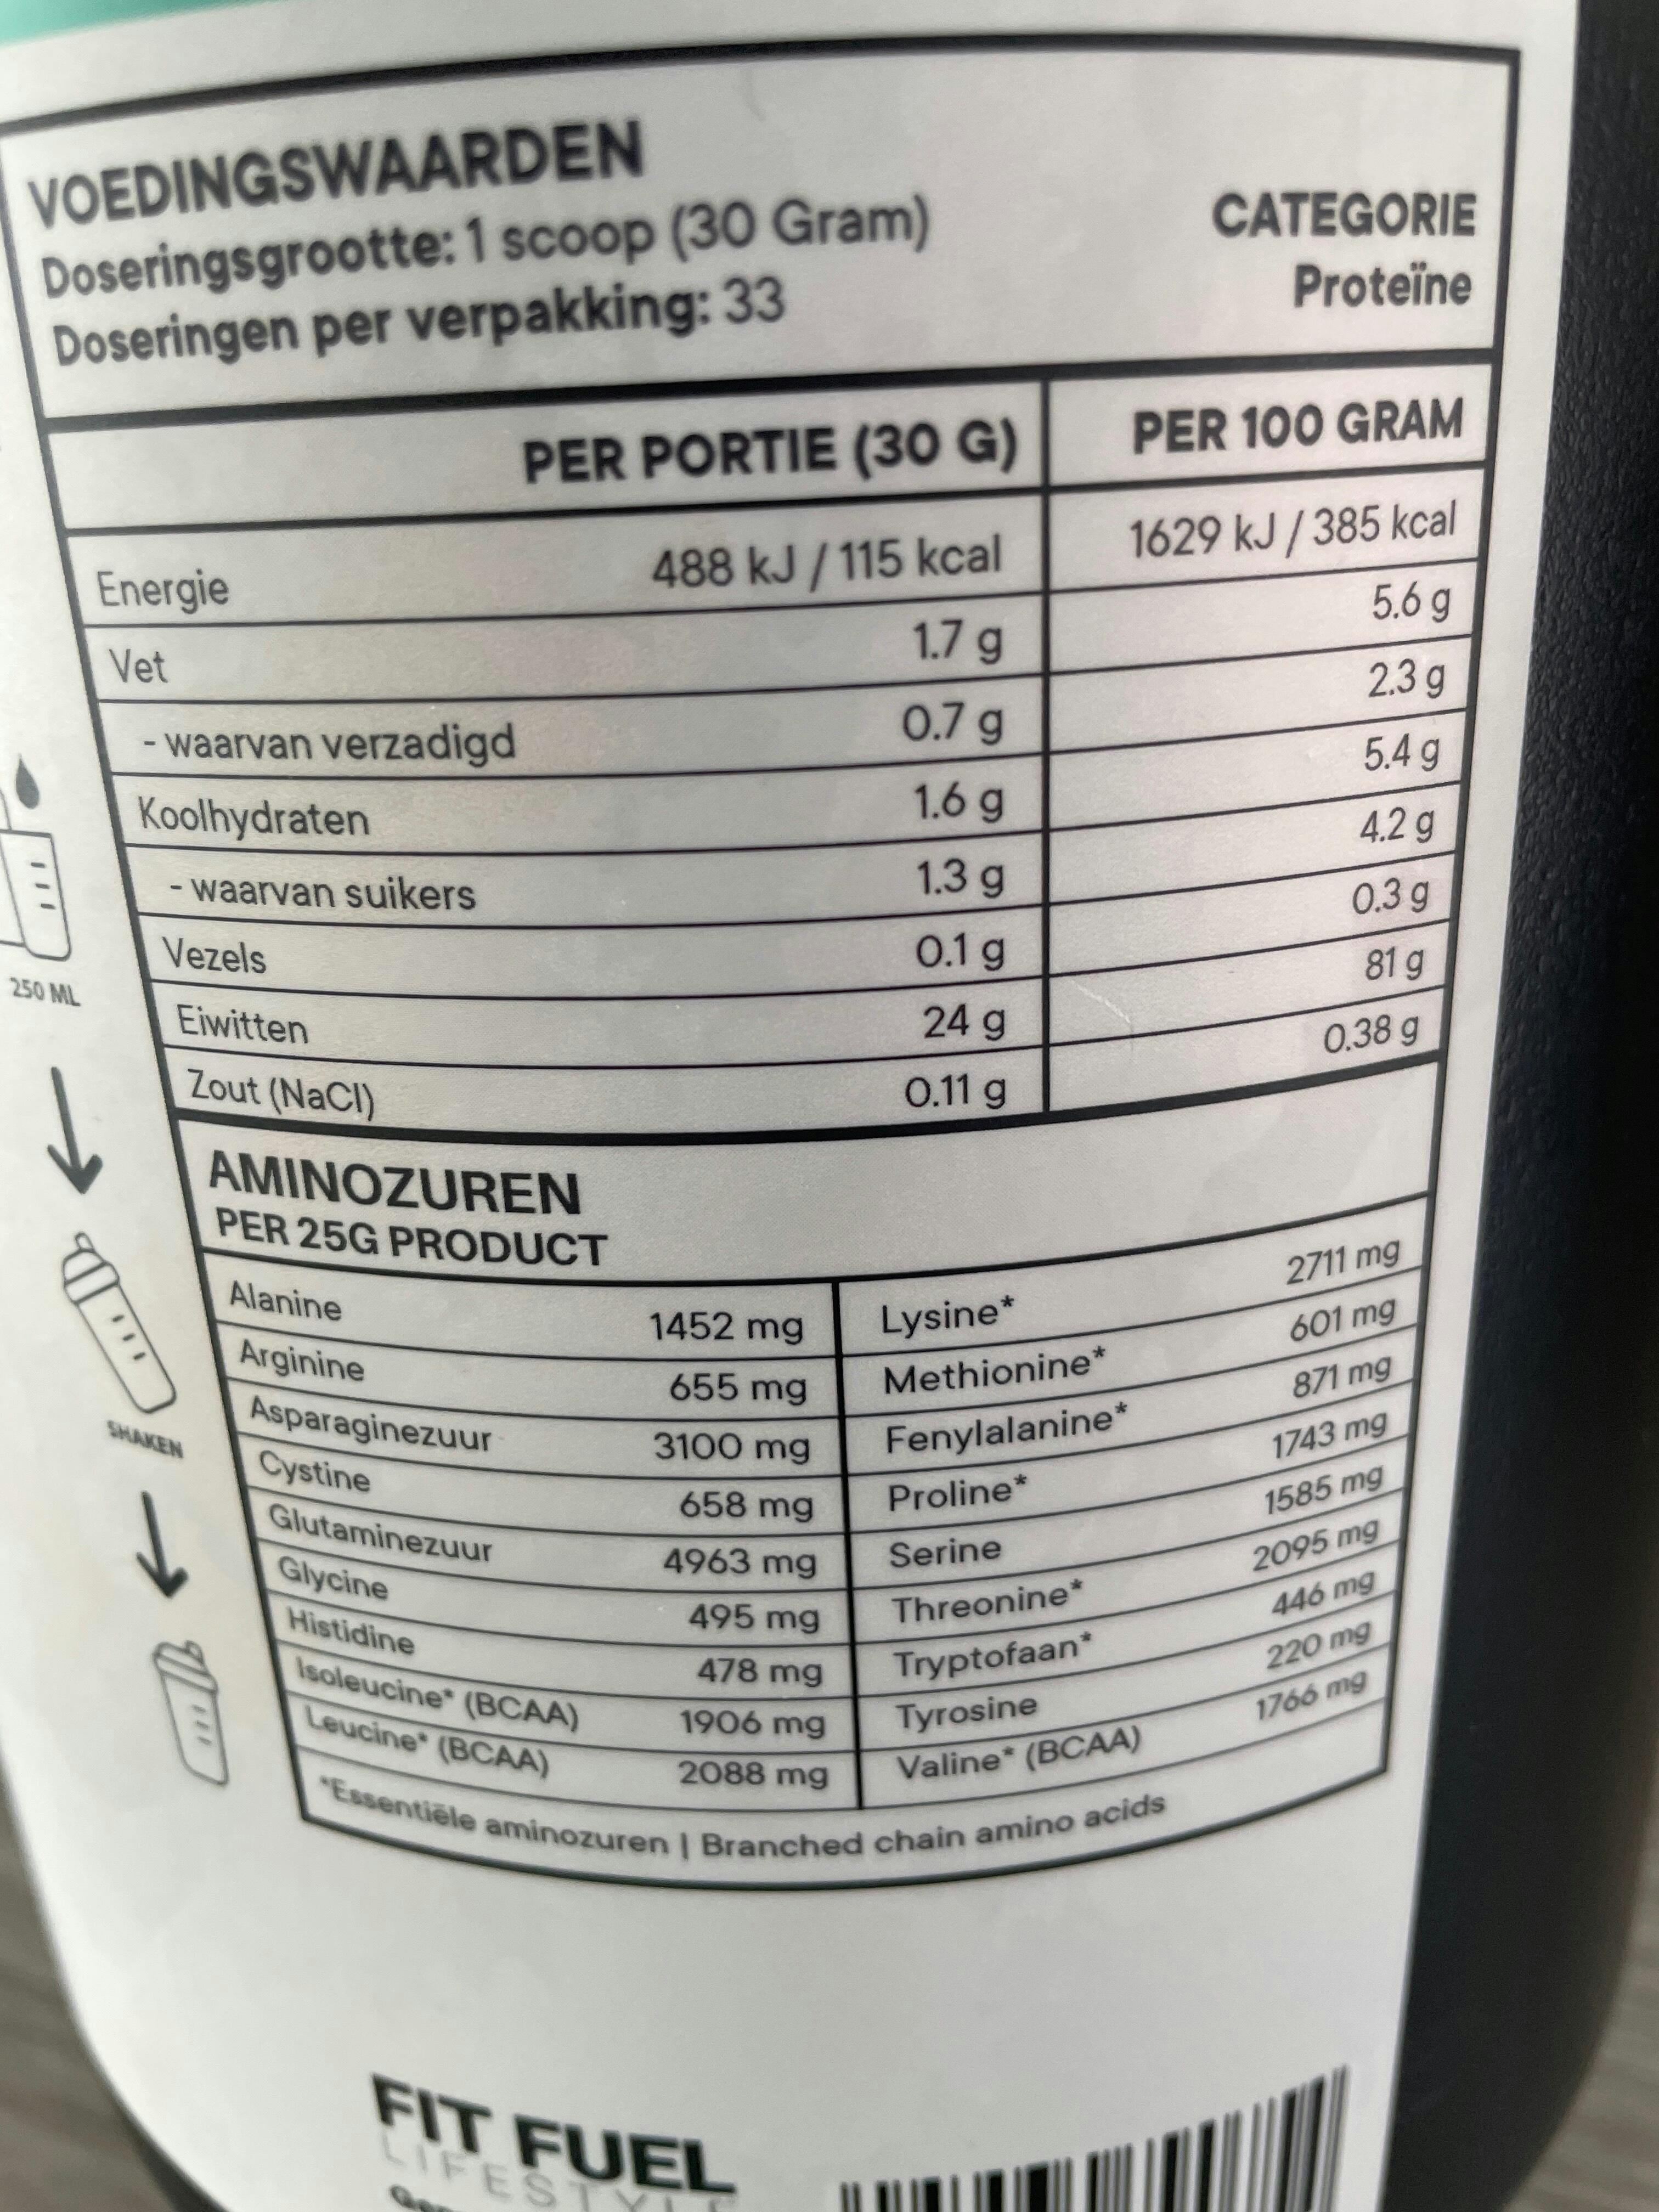 VOEDINGSWAARDEN
Doseringsgrootte: 1 scoop (30 Gram)
Doseringen per verpakking: 33
CATEGORIE
Proteïne
PER PORTIE (30 G) PER 100 GRAM
Energie 488 kJ / 115 kcal 1629 kJ / 385 kcal
Vet 1.7 g 5.6 g
- waarvan verzadigd 0.7 g 2.3 g
Koolhydraten 1.6 g 5.4 g
- waarvan suikers 1.3 g 4.2 g
Vezels 0.1 g 0.3 g
Eiwitten 24 g 81 g
Zout (NaCl) 0.11 g 0.38 g
AMINOZUREN
PER 25G PRODUCT
Alanine 1452 mg Lysine* 2711 mg
Arginine 655 mg Methionine* 601 mg
Asparaginezuur 3100 mg Fenylalanine* 871 mg
Cystine 658 mg Proline* 1743 mg
Glutaminezuur 4963 mg Serine 1585 mg
Glycine 495 mg Threonine* 2095 mg
Histidine 478 mg Tryptofaan* 446 mg
Isoleucine* (BCAA) 1906 mg Tyrosine 220 mg
Leucine* (BCAA) 2088 mg Valine* (BCAA) 1766 mg
*Essentiële aminozuren | Branched chain amino acids
250 ML
SHAKEN
FIT FUEL